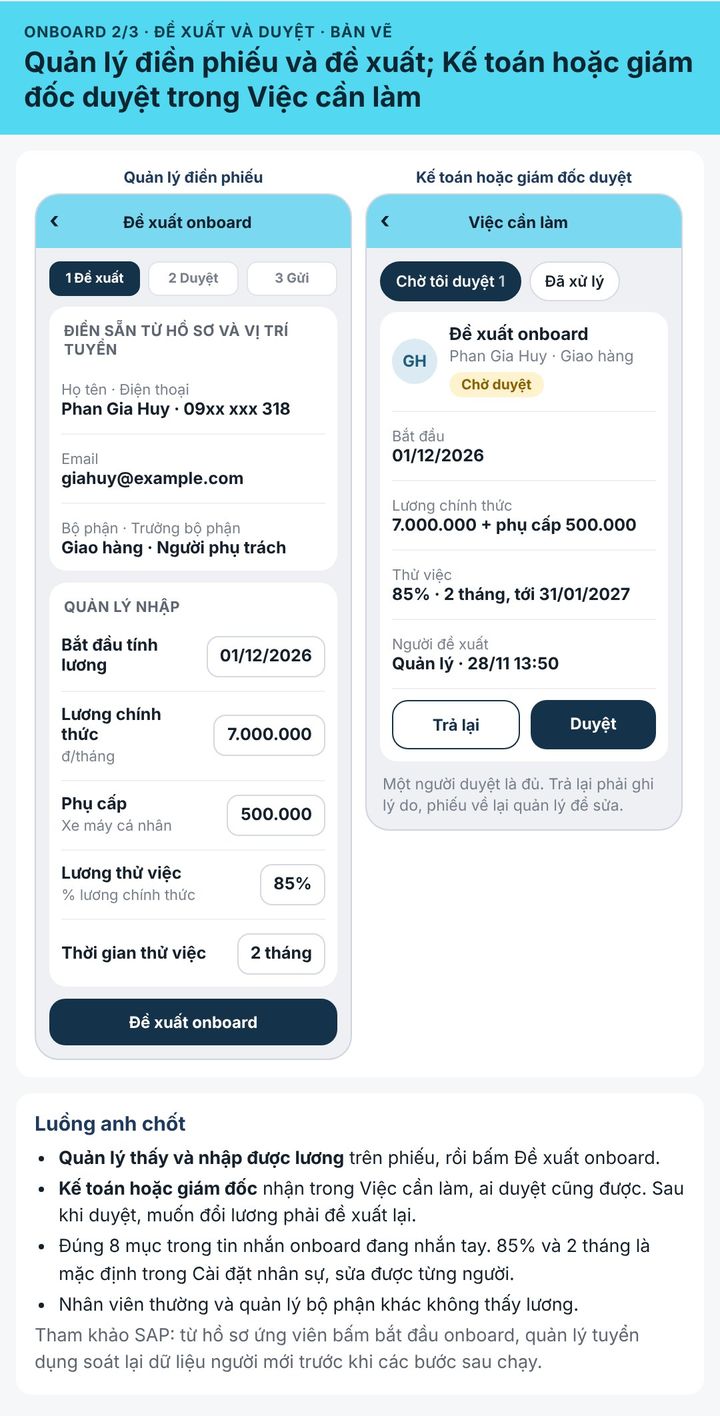 ONBOARD 2/3 · ĐỀ XUẤT VÀ DUYỆT · BẢN VẼ
Quản lý điền phiếu và đề xuất; Kế toán hoặc giám
đốc duyệt trong Việc cần làm
Quản lý điền phiếu
‹ Đề xuất onboard
1 Đề xuất
2 Duyệt
3 Gửi
ĐIỀN SẴN TỪ HỒ SƠ VÀ VỊ TRÍ
TUYỂN
Họ tên · Điện thoại
Phan Gia Huy · 09xx xxx 318
Email
giahuy@example.com
Bộ phận · Trưởng bộ phận
Giao hàng · Người phụ trách
QUẢN LÝ NHẬP
Bắt đầu tính
lương
01/12/2026
Lương chính
thức
đ/tháng
7.000.000
Phụ cấp
Xe máy cá nhân
500.000
Lương thử việc
% lương chính thức
85%
Thời gian thử việc
2 tháng
Đề xuất onboard
Kế toán hoặc giám đốc duyệt
‹ Việc cần làm
Chờ tôi duyệt 1
Đã xử lý
GH
Đề xuất onboard
Phan Gia Huy · Giao hàng
Chờ duyệt
Bắt đầu
01/12/2026
Lương chính thức
7.000.000 + phụ cấp 500.000
Thử việc
85% · 2 tháng, tới 31/01/2027
Người đề xuất
Quản lý · 28/11 13:50
Trả lại
Duyệt
Một người duyệt là đủ. Trả lại phải ghi
lý do, phiếu về lại quản lý để sửa.
Luồng anh chốt
• Quản lý thấy và nhập được lương trên phiếu, rồi bấm Đề xuất onboard.
• Kế toán hoặc giám đốc nhận trong Việc cần làm, ai duyệt cũng được. Sau
khi duyệt, muốn đổi lương phải đề xuất lại.
• Đúng 8 mục trong tin nhắn onboard đang nhắn tay. 85% và 2 tháng là
mặc định trong Cài đặt nhân sự, sửa được từng người.
• Nhân viên thường và quản lý bộ phận khác không thấy lương.
Tham khảo SAP: từ hồ sơ ứng viên bấm bắt đầu onboard, quản lý tuyển
dụng soát lại dữ liệu người mới trước khi các bước sau chạy.